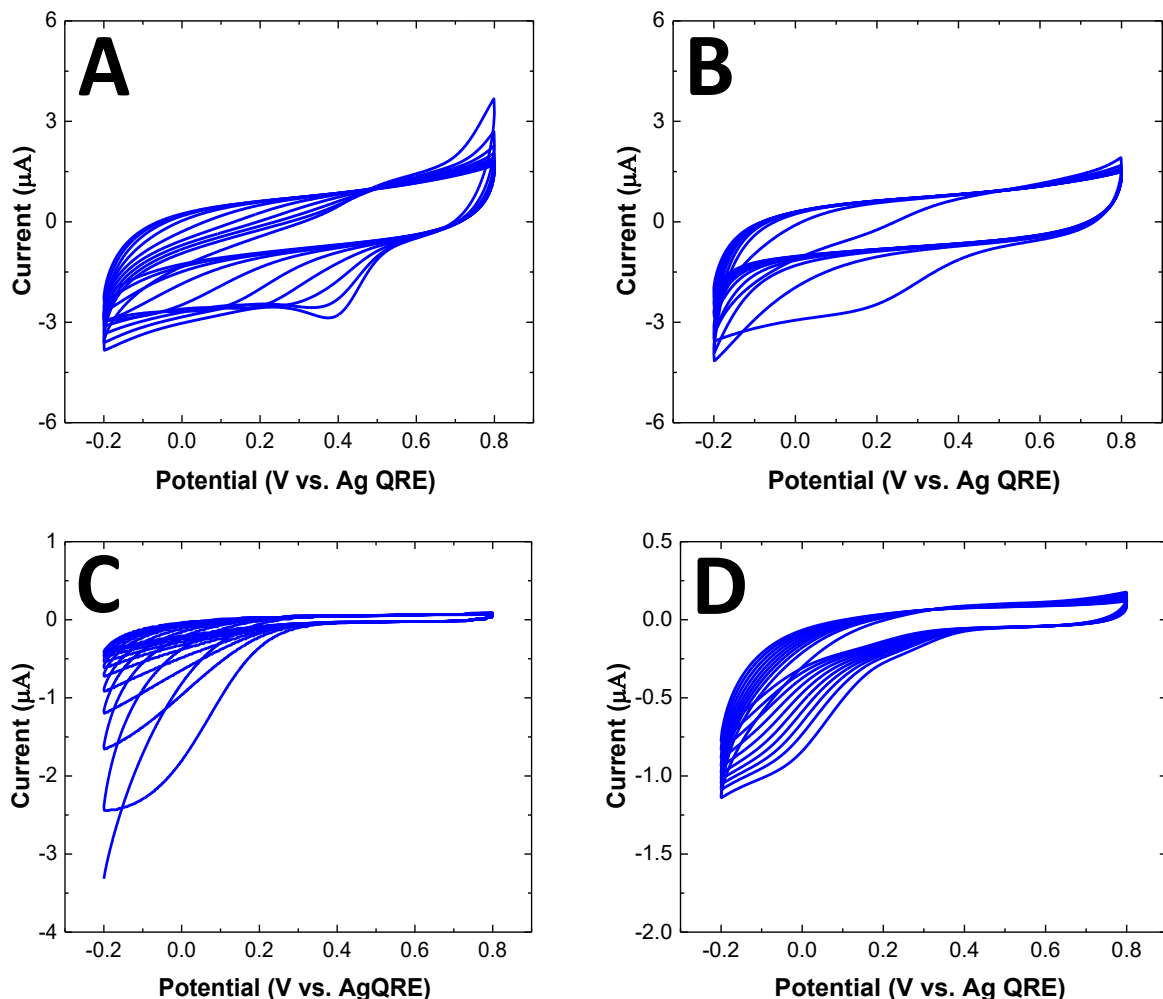 A
6
3
0
-3
-6
Current (μA)
-0.2 0.0 0.2 0.4 0.6 0.8
Potential (V vs. Ag QRE)
B
6
3
0
-3
-6
Current (μA)
-0.2 0.0 0.2 0.4 0.6 0.8
Potential (V vs. Ag QRE)
C
1
0
-1
-2
-3
-4
Current (μA)
-0.2 0.0 0.2 0.4 0.6 0.8
Potential (V vs. AgQRE)
D
0.5
0.0
-0.5
-1.0
-1.5
-2.0
Current (μA)
-0.2 0.0 0.2 0.4 0.6 0.8
Potential (V vs. Ag QRE)